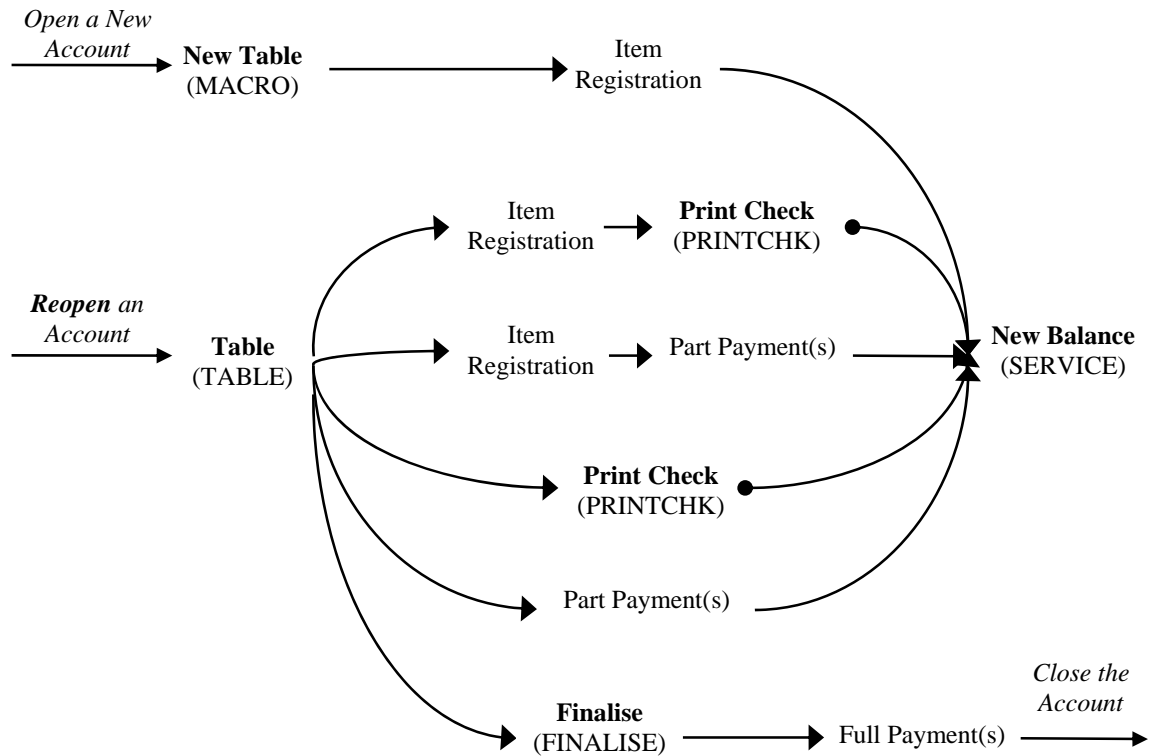 Open a New
Account
New Table
(MACRO)
Item
Registration
Item
Registration
Print Check
(PRINTCHK)
Reopen an
Account
Table
(TABLE)
Item
Registration
Part Payment(s)
New Balance
(SERVICE)
Print Check
(PRINTCHK)
Part Payment(s)
Finalise
(FINALISE)
Full Payment(s)
Close the
Account